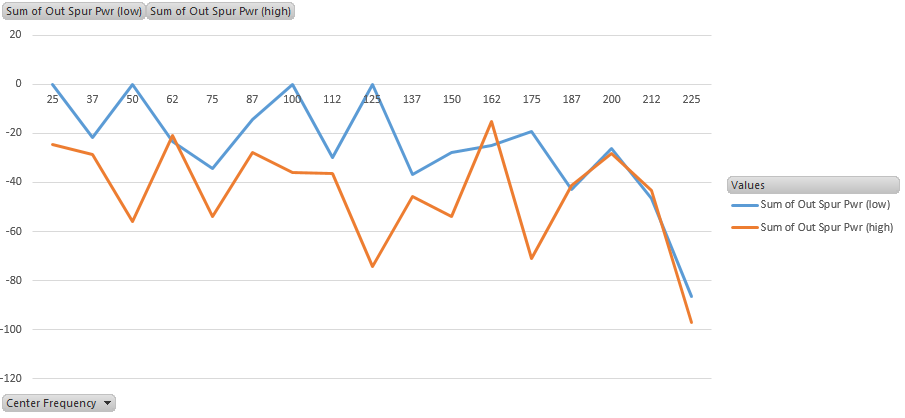 Sum of Out Spur Pwr (low) Sum of Out Spur Pwr (high)
20
0
25 37 50 62 75 87 100 112 125 137 150 162 175 187 200 212 225
-20
-40
-60
-80
-100
-120
Values
Sum of Out Spur Pwr (low)
Sum of Out Spur Pwr (high)
Center Frequency